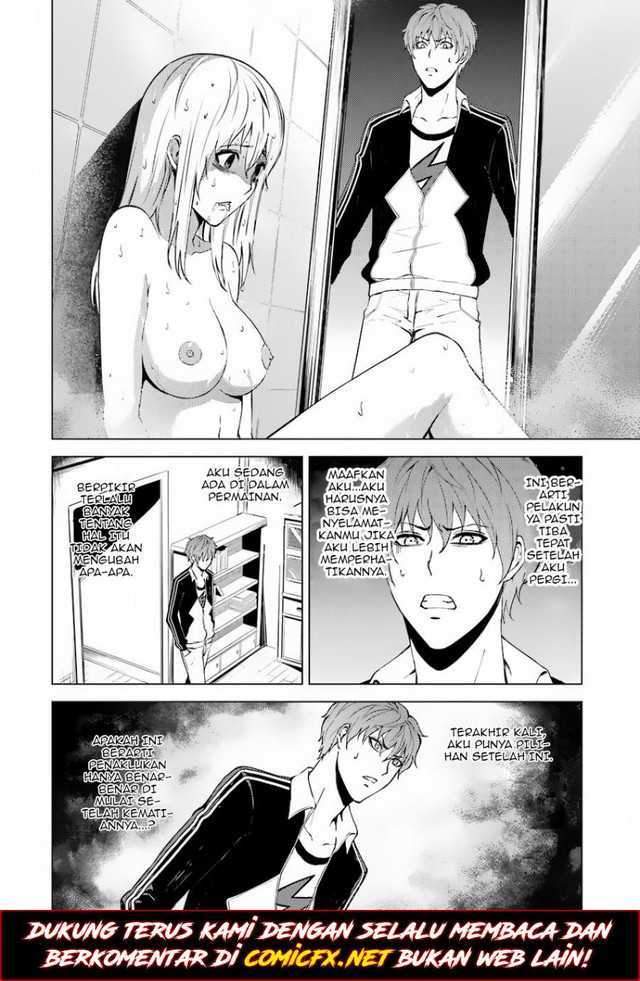 INI BER-
ARTI
PELAKUN
YA PASTI
TIBA
TEPAT
SETELAH
AKU
PERGI...
MAAFKAN
AKU...AKU
HARUSNYA
BISA ME-
NYELAMAT-
KANMU JIKA
AKU LEBIH
MEMPERHA-
TIKANNYA.
AKU SEDANG
ADA DI DALAM
PERMAINAN.
BERPIKIR
TERLALU
BANYAK
TENTANG
HAL ITU
TIDAK AKAN
MENGUBAH
APA-APA.
TERAKHIR KALI,
AKU PUNYA PILI-
HAN SETELAH INI.
APAKAH INI
BERARTI
PENAKLUKAN
HANYA BENAR-
BENAR DI
MULAI SE-
TELAH KEMATI-
ANNYA...?
DUKUNG TERUS KAMI DENGAN SELALU MEMBACA DAN
BERKOMENTAR DI COMICFX.NET BUKAN WEB LAIN!